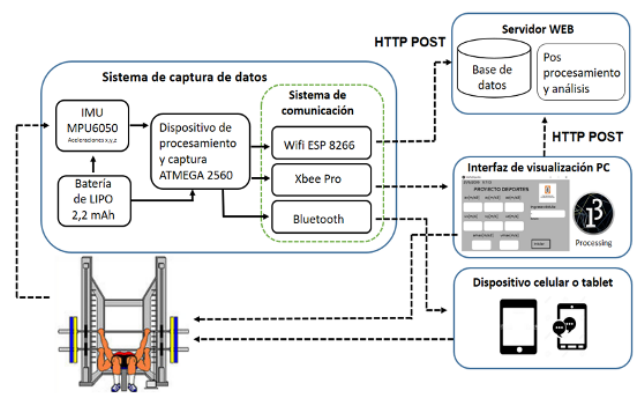 Servidor WEB
HTTP POST
Base de
datos
Pos
procesamiento
y análisis
Sistema de captura de datos
Sistema de
comunicación
IMU
MPU6050
Aceleraciones x,y,z
Dispositivo de
procesamiento
y captura
ATMEGA 2560
Wifi ESP 8266
Xbee Pro
Bluetooth
Batería
de LIPO
2,2 mAh
HTTP POST
Interfaz de visualización PC
PROYECTO DEPORTES
Processing
Dispositivo celular o tablet